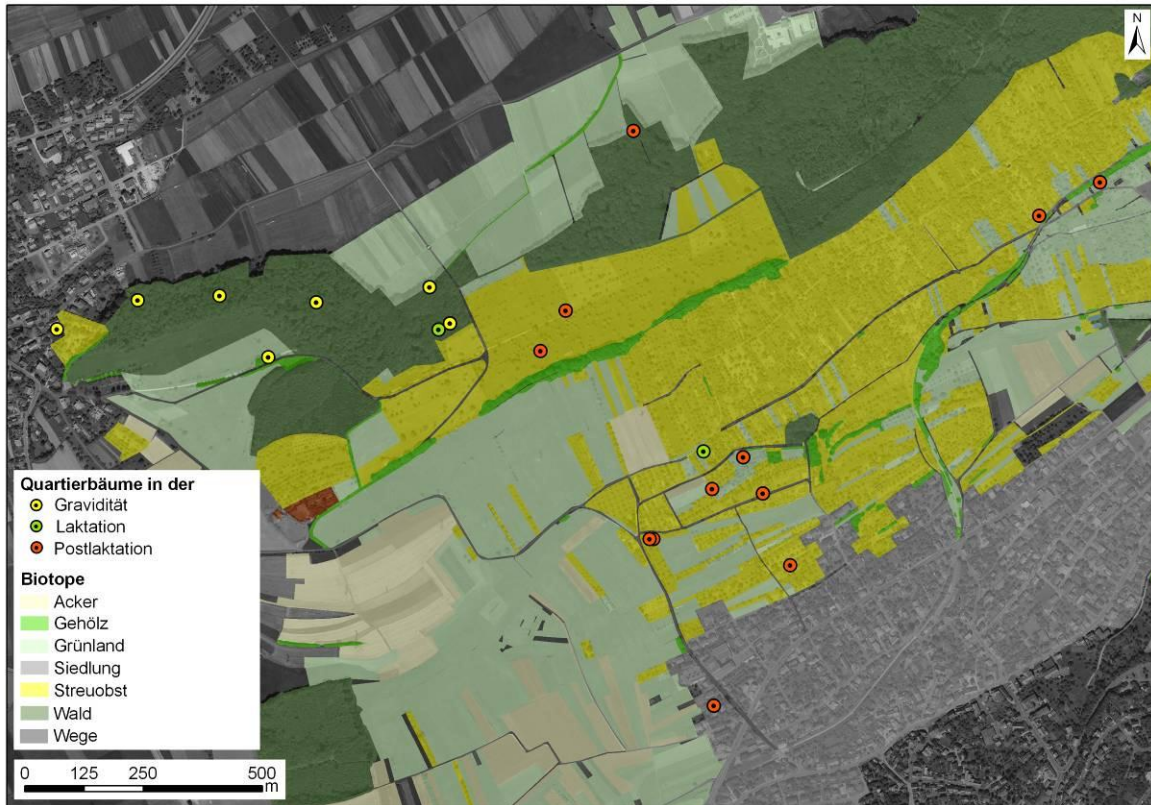 N
Quartierbäume in der
Gravidität
Laktation
Postlaktation
Biotope
Acker
Gehölz
Grünland
Siedlung
Streuobst
Wald
Wege
0 125 250 500
m